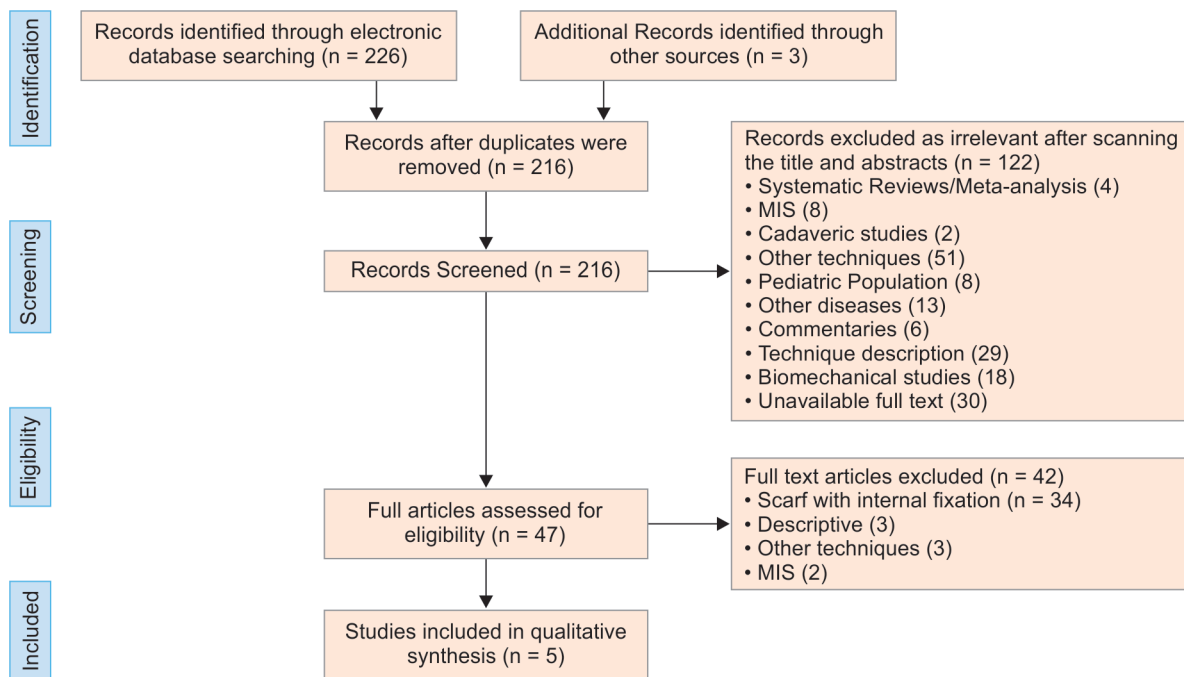 Identification
Records identified through electronic
database searching (n = 226)
Additional Records identified through
other sources (n = 3)
Records after duplicates were
removed (n = 216)
Screening
Records Screened (n = 216)
Records excluded as irrelevant after scanning
the title and abstracts (n = 122)
• Systematic Reviews/Meta-analysis (4)
• MIS (8)
• Cadaveric studies (2)
• Other techniques (51)
• Pediatric Population (8)
• Other diseases (13)
• Commentaries (6)
• Technique description (29)
• Biomechanical studies (18)
• Unavailable full text (30)
Eligibility
Full articles assessed for
eligibility (n = 47)
Full text articles excluded (n = 42)
• Scarf with internal fixation (n = 34)
• Descriptive (3)
• Other techniques (3)
• MIS (2)
Included
Studies included in qualitative
synthesis (n = 5)